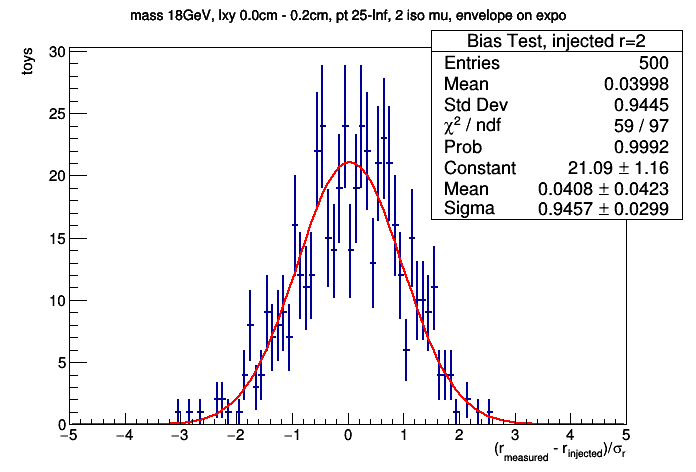 mass 18GeV, lxy 0.0cm - 0.2cm, pt 25-Inf, 2 iso mu, envelope on expo
Bias Test, injected r=2
Entries 500
Mean 0.03998
Std Dev 0.9445
χ² / ndf 59 / 97
Prob 0.9992
Constant 21.09 ± 1.16
Mean 0.0408 ± 0.0423
Sigma 0.9457 ± 0.0299
toys
30
25
20
15
10
5
0
−5 −4 −3 −2 −1 0 1 2 3 4 5
(r_measured - r_injected)/σ_r